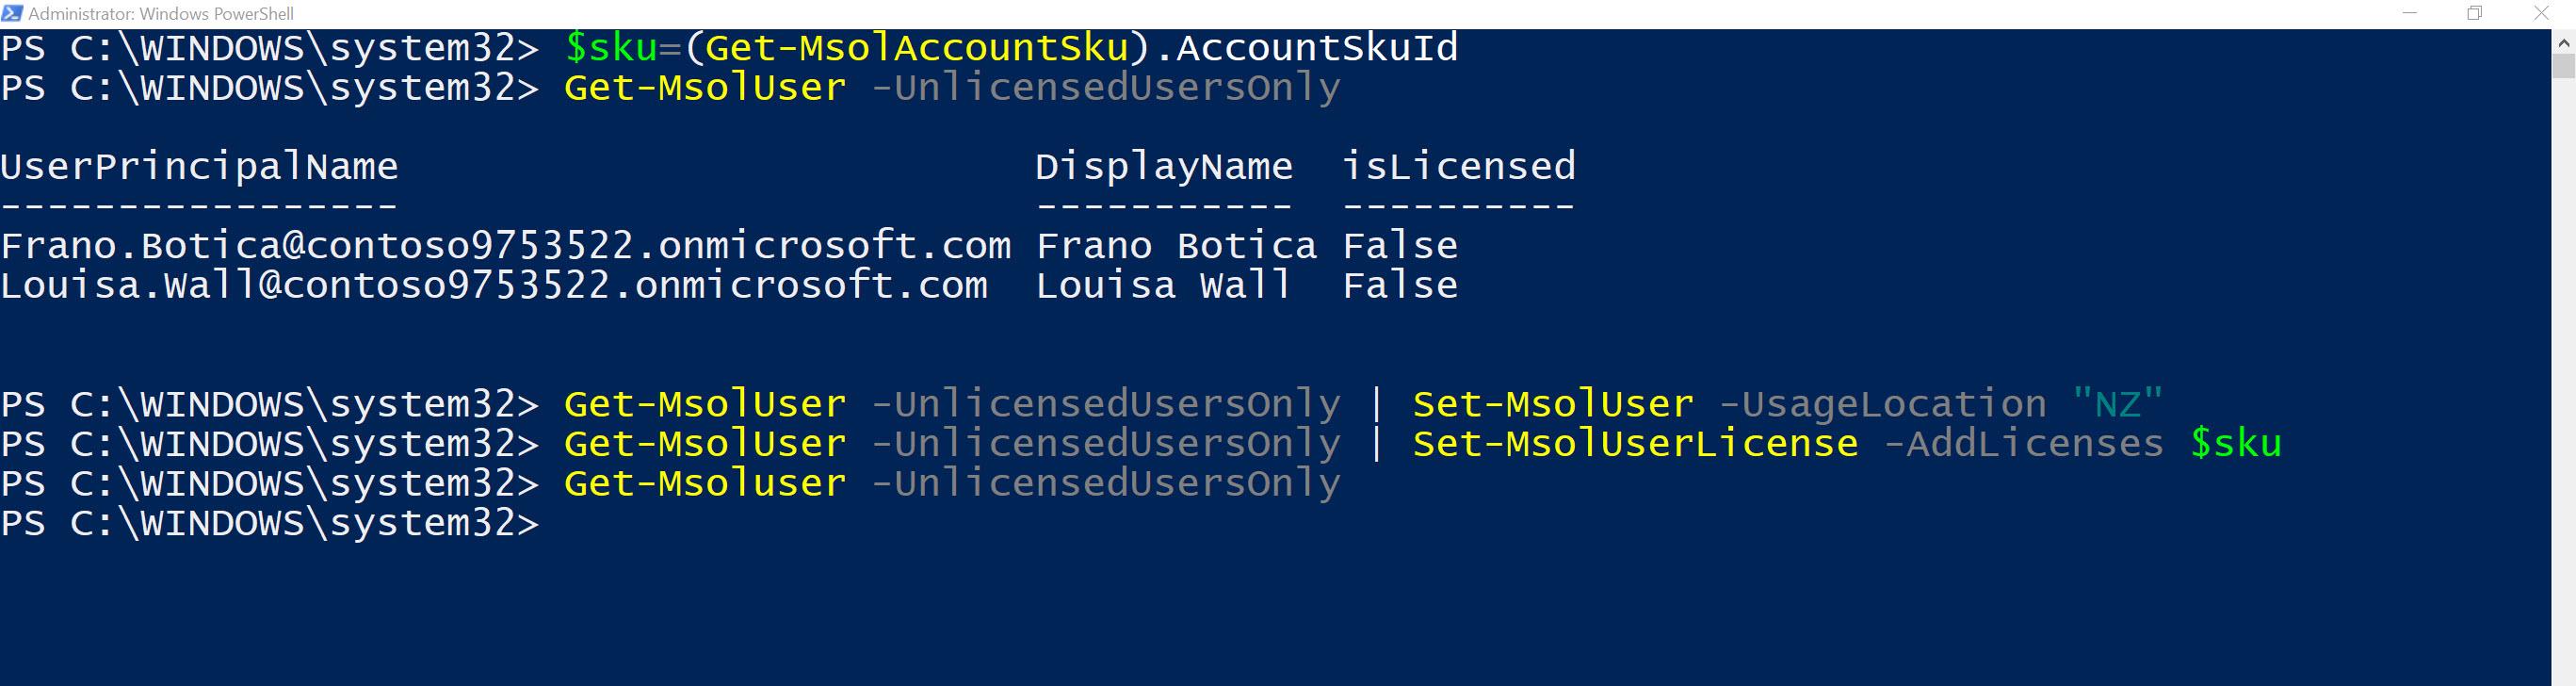 Administrator: Windows PowerShell
PS C:\WINDOWS\system32> $sku=(Get-MsolAccountSku).AccountSkuId
PS C:\WINDOWS\system32> Get-MsolUser -UnlicensedUsersOnly
UserPrincipalName DisplayName isLicensed
----------------- ----------- ----------
Frano.Botica@contoso9753522.onmicrosoft.com Frano Botica False
Louisa.Wall@contoso9753522.onmicrosoft.com Louisa Wall False
PS C:\WINDOWS\system32> Get-MsolUser -UnlicensedUsersOnly | Set-MsolUser -UsageLocation "NZ"
PS C:\WINDOWS\system32> Get-MsolUser -UnlicensedUsersOnly | Set-MsolUserLicense -AddLicenses $sku
PS C:\WINDOWS\system32> Get-Msoluser -UnlicensedUsersOnly
PS C:\WINDOWS\system32>